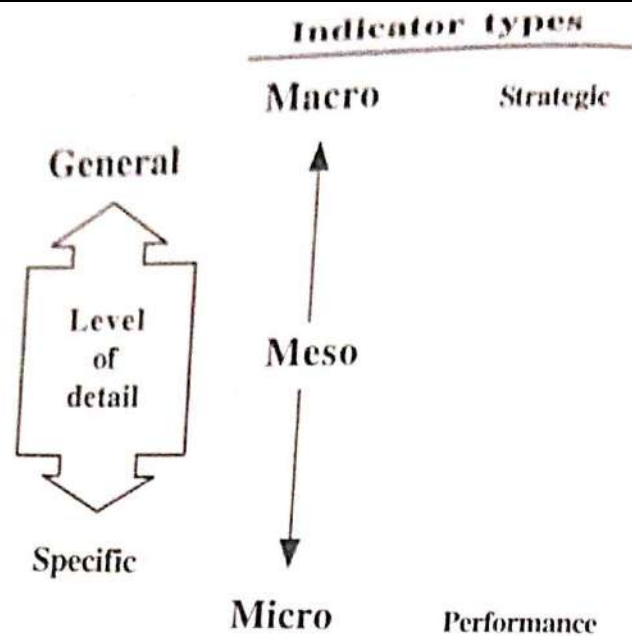 Indicator types
Macro Strategic
General
Level
of
detail
Meso
Specific
Micro Performance